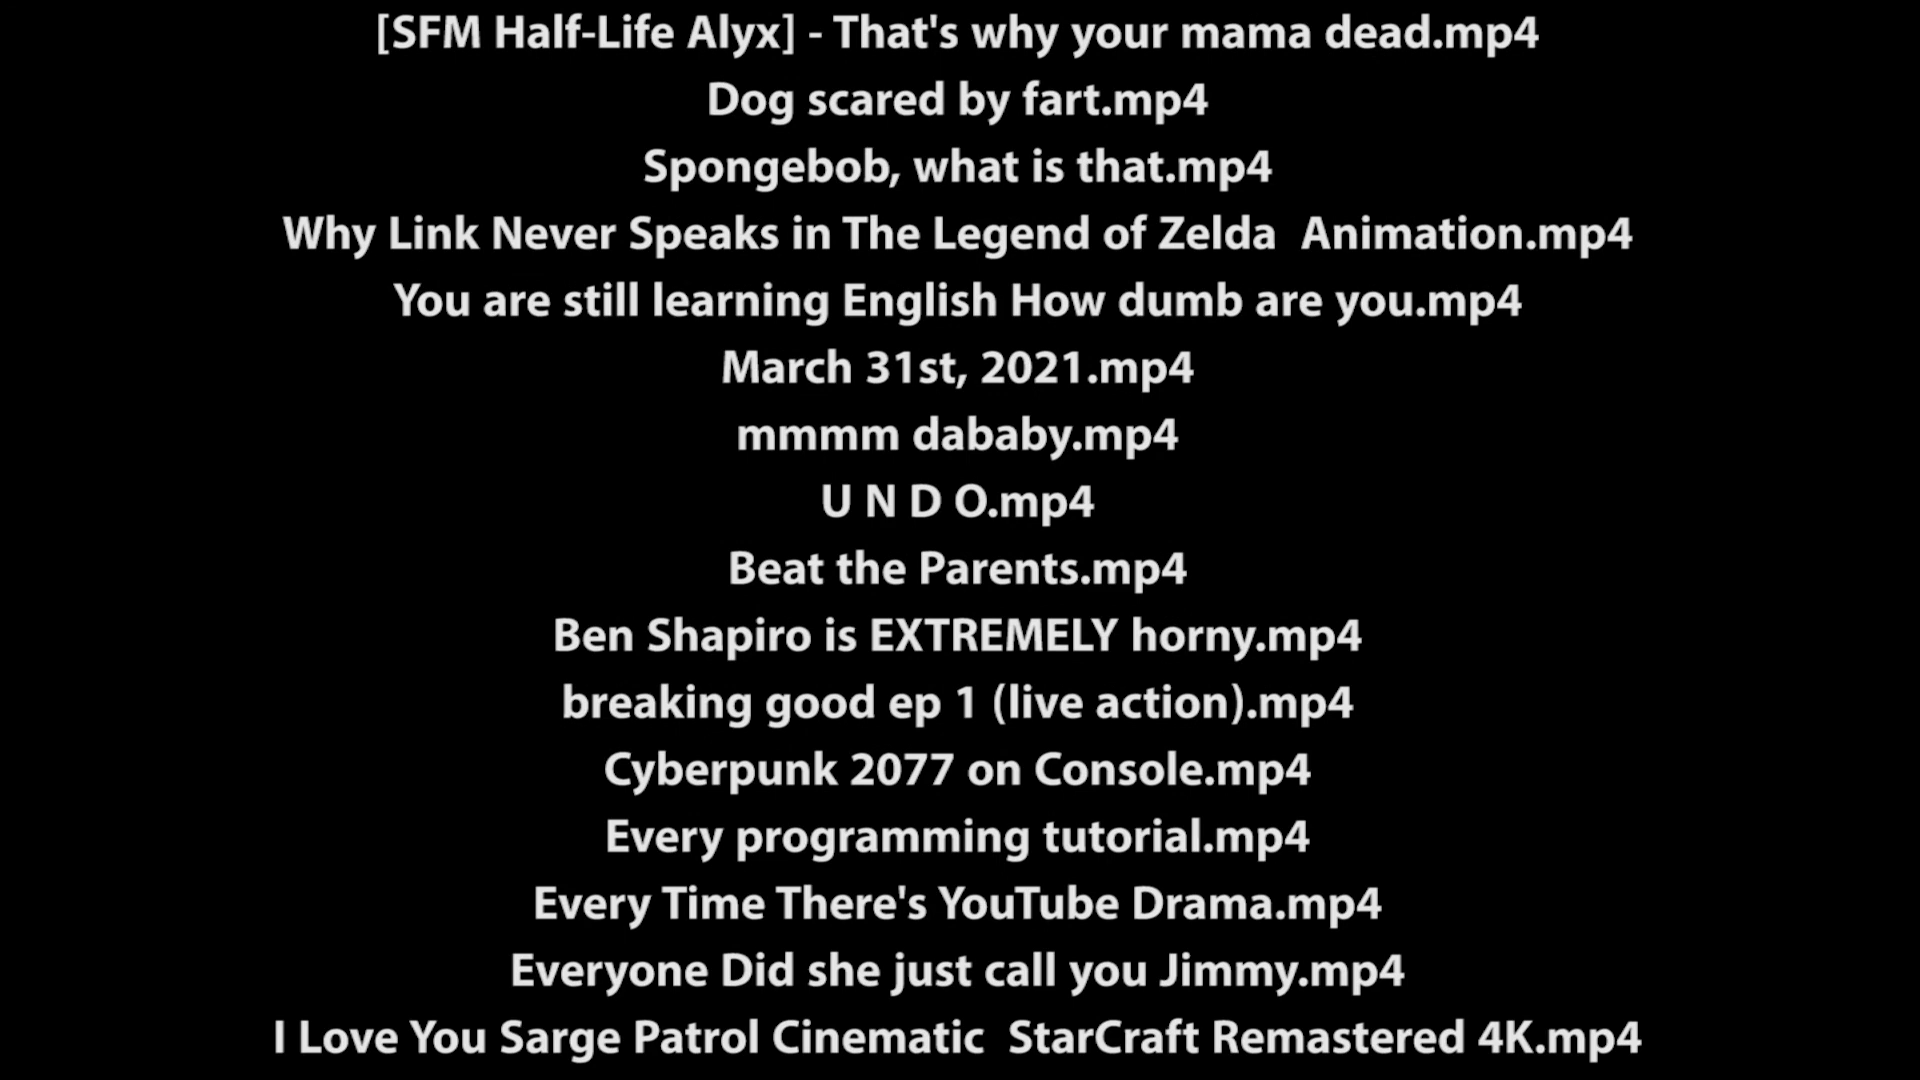 [SFM Half-Life Alyx] - That's why your mama dead.mp4
Dog scared by fart.mp4
Spongebob, what is that.mp4
Why Link Never Speaks in The Legend of Zelda  Animation.mp4
You are still learning English How dumb are you.mp4
March 31st, 2021.mp4
mmmm dababy.mp4
U N D O.mp4
Beat the Parents.mp4
Ben Shapiro is EXTREMELY horny.mp4
breaking good ep 1 (live action).mp4
Cyberpunk 2077 on Console.mp4
Every programming tutorial.mp4
Every Time There's YouTube Drama.mp4
Everyone Did she just call you Jimmy.mp4
I Love You Sarge Patrol Cinematic  StarCraft Remastered 4K.mp4